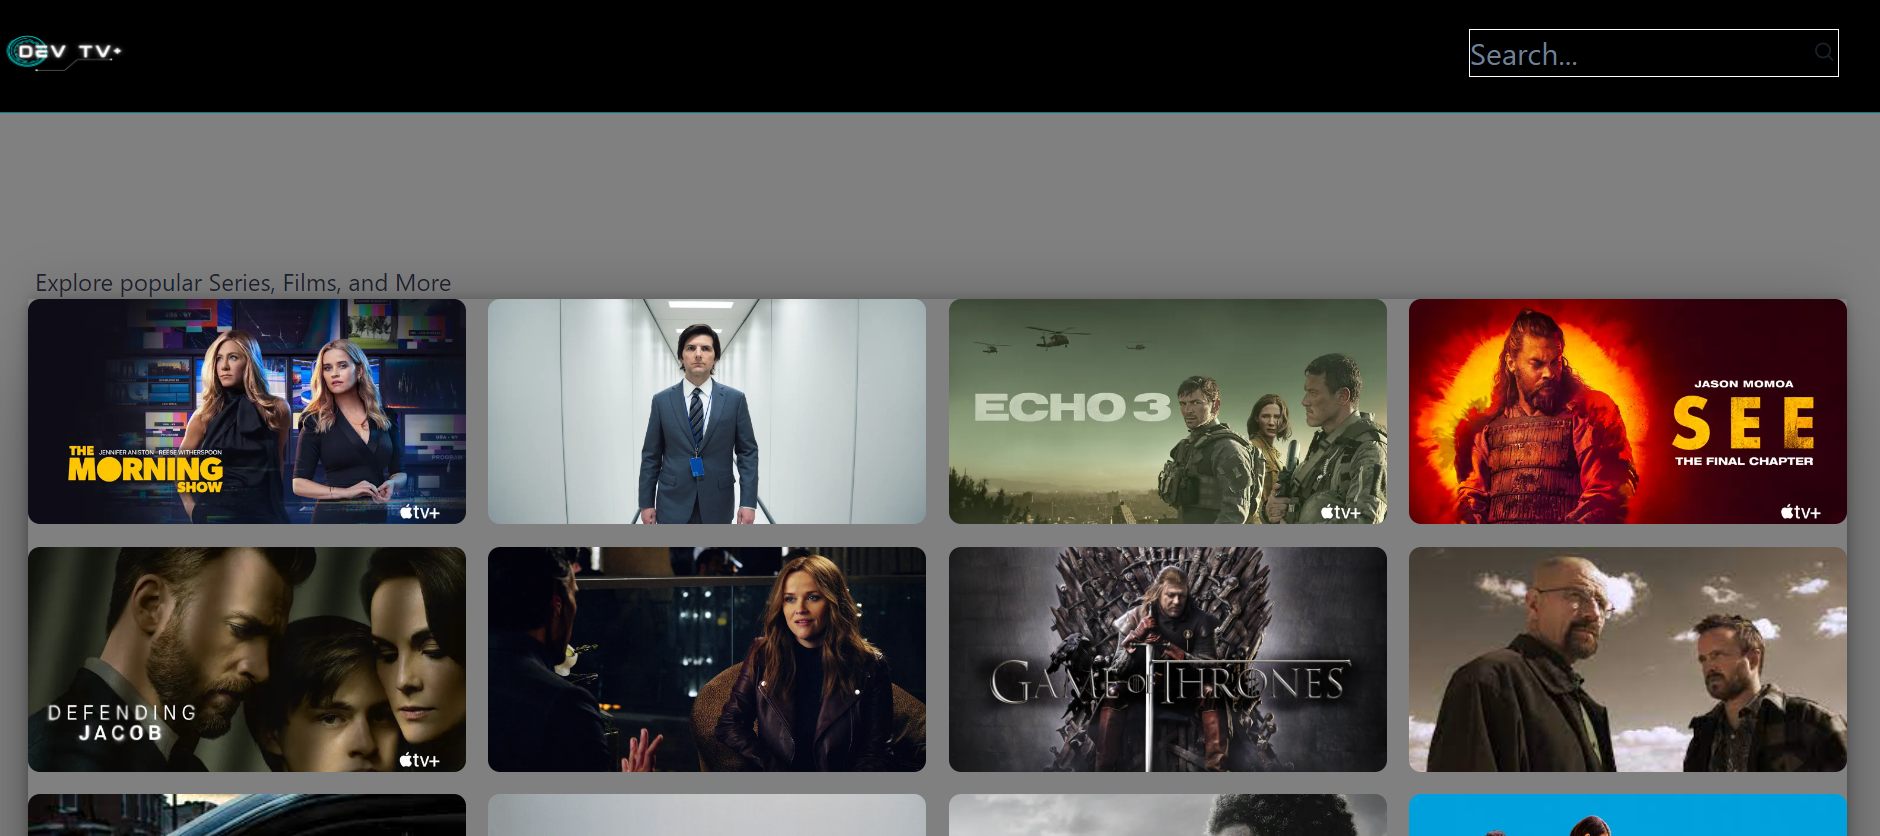 DEV TV+
Search...
Explore popular Series, Films, and More
THE
JENNIFER ANISTON REESE WITHERSPOON
MORNING
SHOW
tv+
ECHO 3
tv+
JASON MOMOA
SEE
THE FINAL CHAPTER
tv+
DEFENDING
JACOB
tv+
GAME OF THRONES